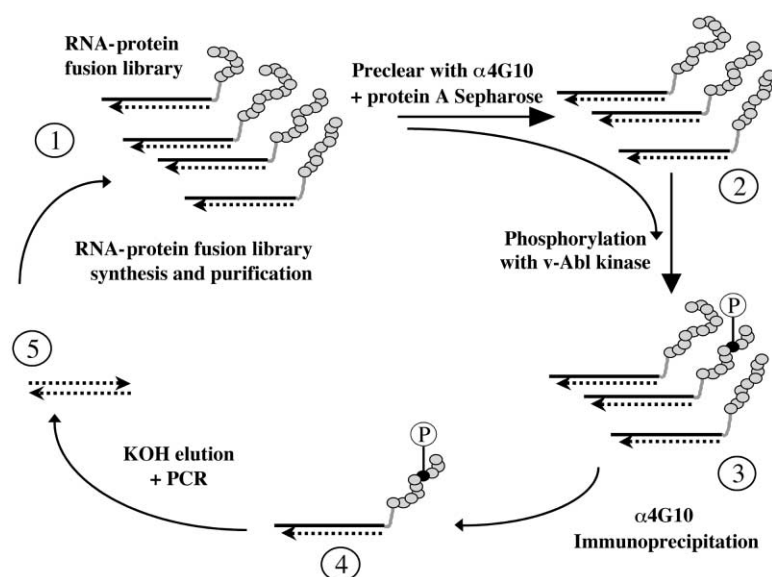 RNA-protein
fusion library
Preclear with α4G10
+ protein A Sepharose
1
2
RNA-protein fusion library
synthesis and purification
Phosphorylation
with v-Abl kinase
P
5
KOH elution
+ PCR
P
3
α4G10
Immunoprecipitation
4